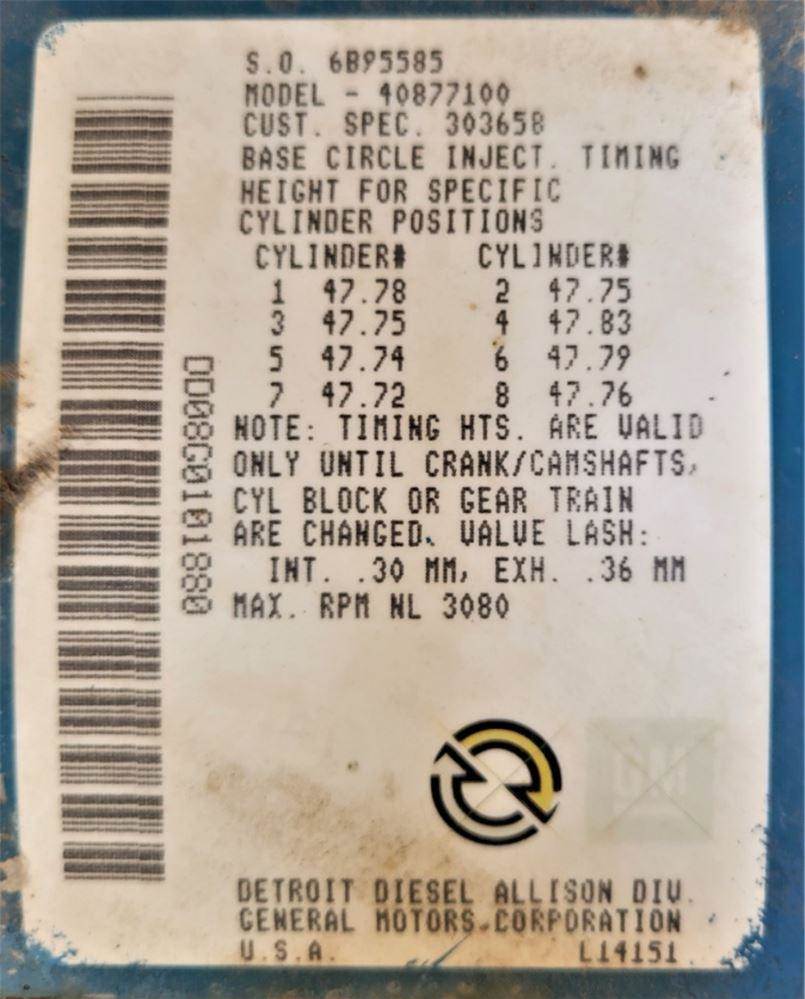 S.O. 6B95585
MODEL - 40877100
CUST. SPEC. 303658
BASE CIRCLE INJECT. TIMING
HEIGHT FOR SPECIFIC
CYLINDER POSITIONS
CYLINDER# CYLINDER#
1 47.78 2 47.75
3 47.75 4 47.83
5 47.74 6 47.79
7 47.72 8 47.76
NOTE: TIMING HTS. ARE VALID
ONLY UNTIL CRANK/CAMSHAFTS,
CYL BLOCK OR GEAR TRAIN
ARE CHANGED. VALVE LASH:
INT. .30 MM, EXH. .36 MM
MAX. RPM NL 3080
DD08G0101880
GM
DETROIT DIESEL ALLISON DIV.
GENERAL MOTORS CORPORATION
U.S.A. L14151